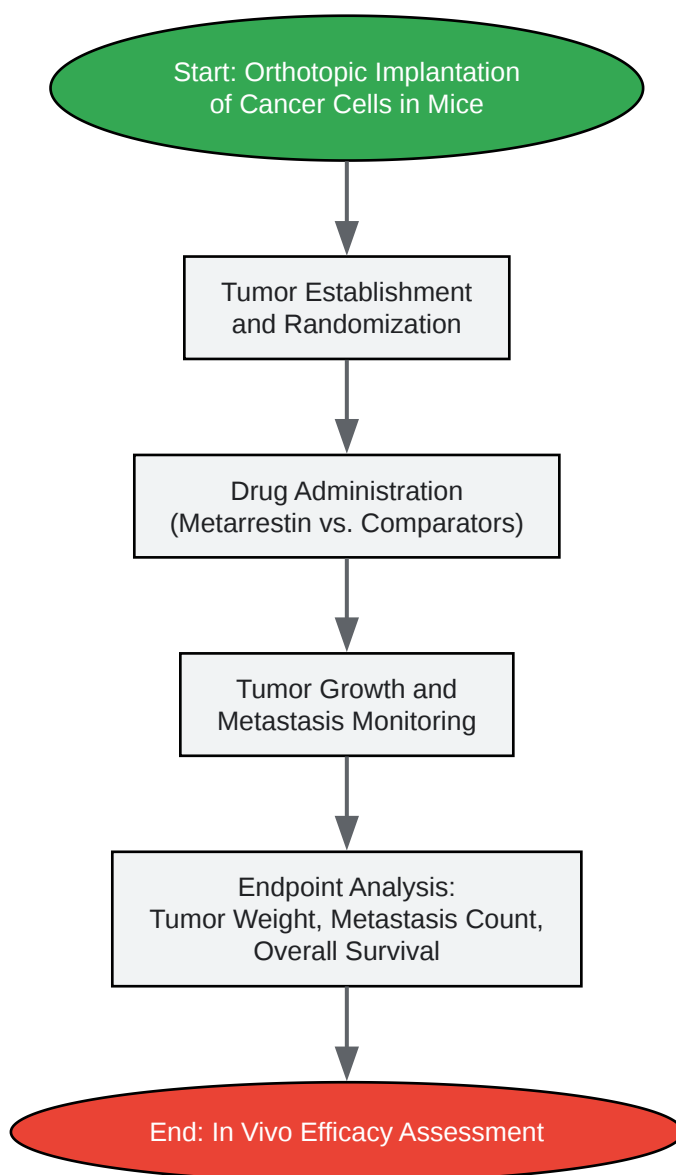 Start: Orthotopic Implantation
of Cancer Cells in Mice
Tumor Establishment
and Randomization
Drug Administration
(Metarrestin vs. Comparators)
Tumor Growth and
Metastasis Monitoring
Endpoint Analysis:
Tumor Weight, Metastasis Count,
Overall Survival
End: In Vivo Efficacy Assessment